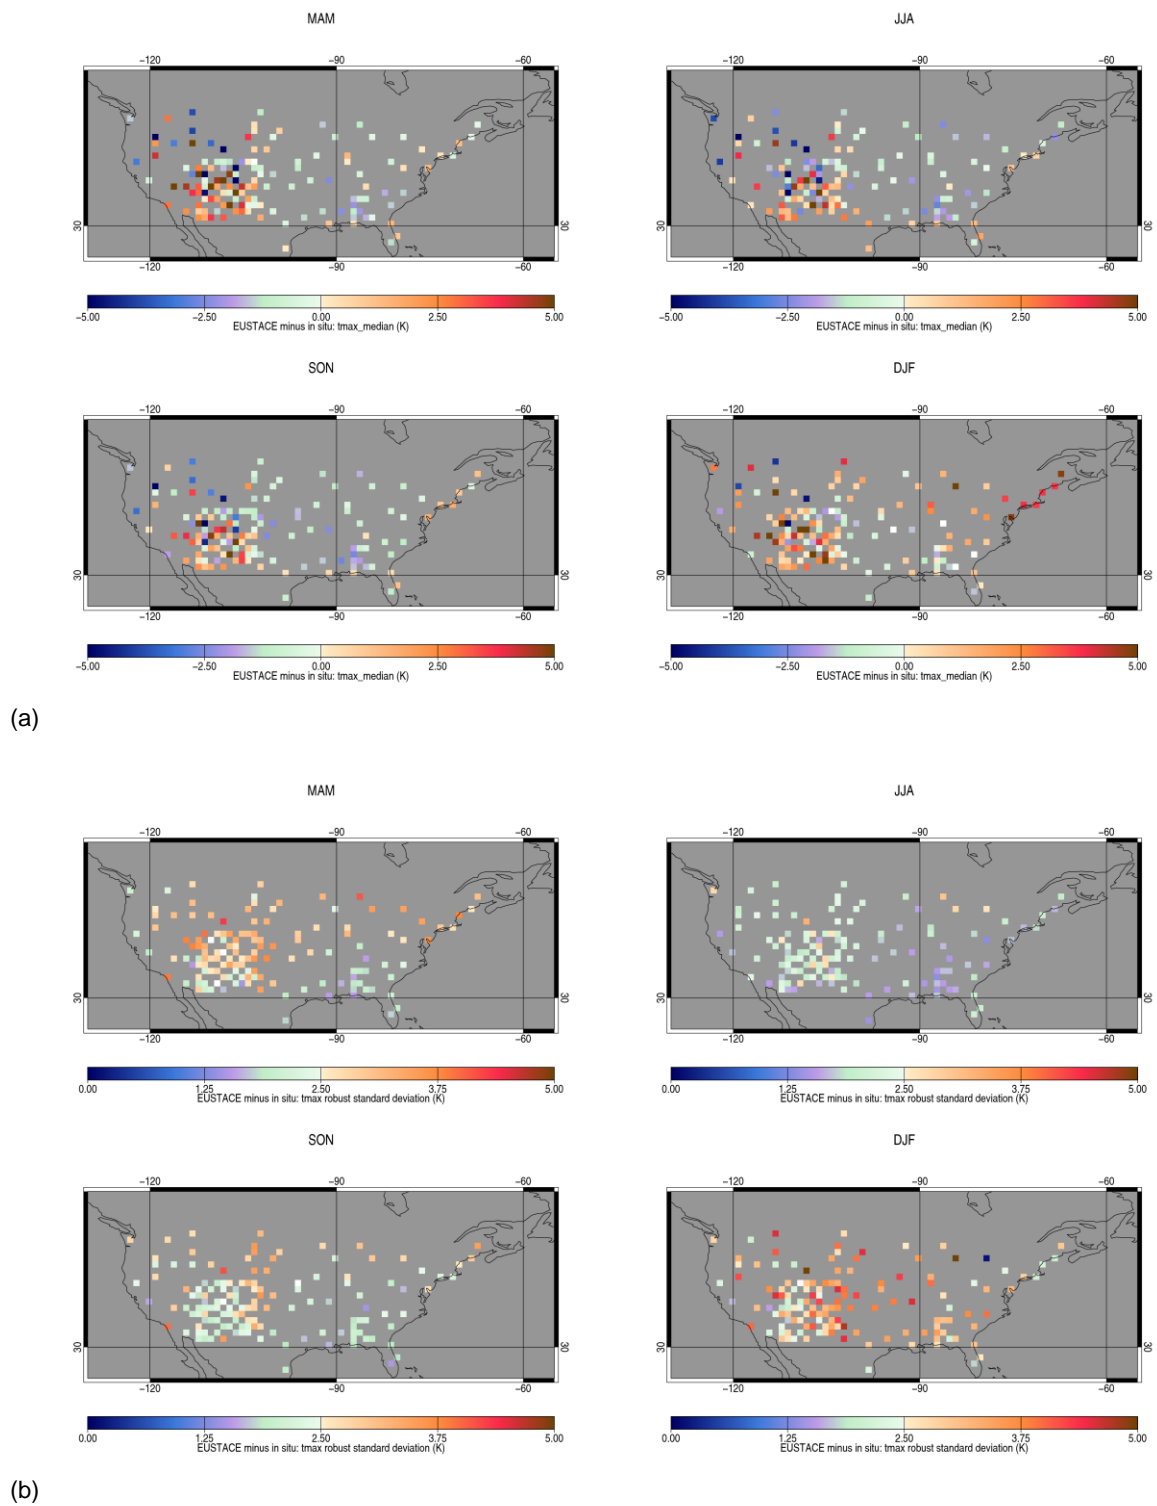 MAM JJA
−120 −90 −60 −120 −90 −60
30 30 30 30
−120 −90 −60 −120 −90 −60
−5.00 −2.50 0.00 2.50 5.00 −5.00 −2.50 0.00 2.50 5.00
EUSTACE minus in situ: tmax_median (K) EUSTACE minus in situ: tmax_median (K)
SON DJF
−120 −90 −60 −120 −90 −60
30 30 30 30
−120 −90 −60 −120 −90 −60
−5.00 −2.50 0.00 2.50 5.00 −5.00 −2.50 0.00 2.50 5.00
EUSTACE minus in situ: tmax_median (K) EUSTACE minus in situ: tmax_median (K)
(a)
MAM JJA
−120 −90 −60 −120 −90 −60
30 30 30 30
−120 −90 −60 −120 −90 −60
0.00 1.25 2.50 3.75 5.00 0.00 1.25 2.50 3.75 5.00
EUSTACE minus in situ: tmax robust standard deviation (K) EUSTACE minus in situ: tmax robust standard deviation (K)
SON DJF
−120 −90 −60 −120 −90 −60
30 30 30 30
−120 −90 −60 −120 −90 −60
0.00 1.25 2.50 3.75 5.00 0.00 1.25 2.50 3.75 5.00
EUSTACE minus in situ: tmax robust standard deviation (K) EUSTACE minus in situ: tmax robust standard deviation (K)
(b)